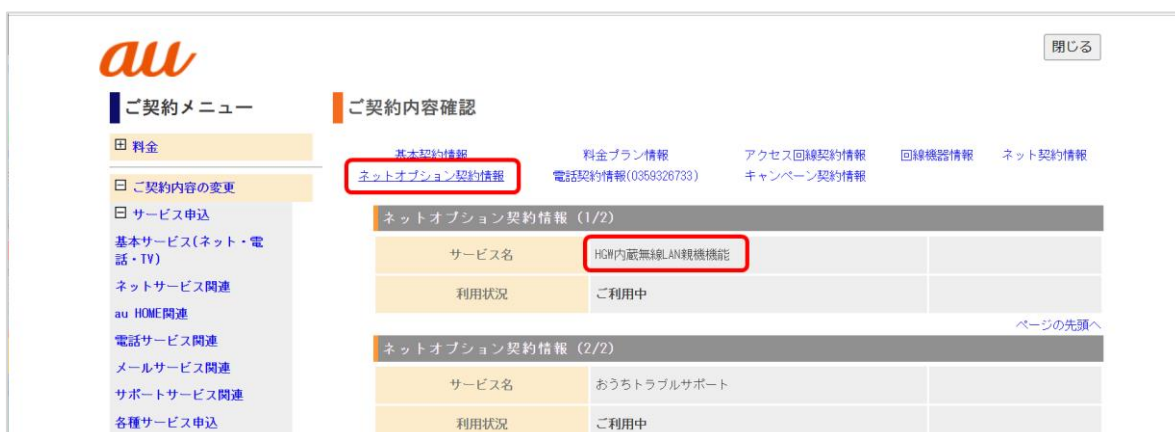 au
閉じる
ご契約メニュー
ご契約内容確認
料金
基本契約情報 料金プラン情報 アクセス回線契約情報 回線機器情報 ネット契約情報
ネットオプション契約情報 電話契約情報(0359326733) キャンペーン契約情報
ご契約内容の変更
サービス申込
基本サービス(ネット・電
話・TV)
ネットサービス関連
au HOME関連
電話サービス関連
メールサービス関連
サポートサービス関連
各種サービス申込
ネットオプション契約情報 (1/2)
サービス名 HGW内蔵無線LAN親機機能
利用状況 ご利用中
ページの先頭へ
ネットオプション契約情報 (2/2)
サービス名 おうちトラブルサポート
利用状況 ご利用中